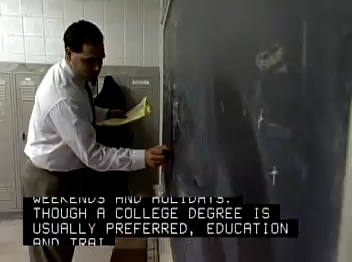 WEEKENDS AND HOLIDAYS.
THOUGH A COLLEGE DEGREE IS
USUALLY PREFERRED, EDUCATION
AND TRAI